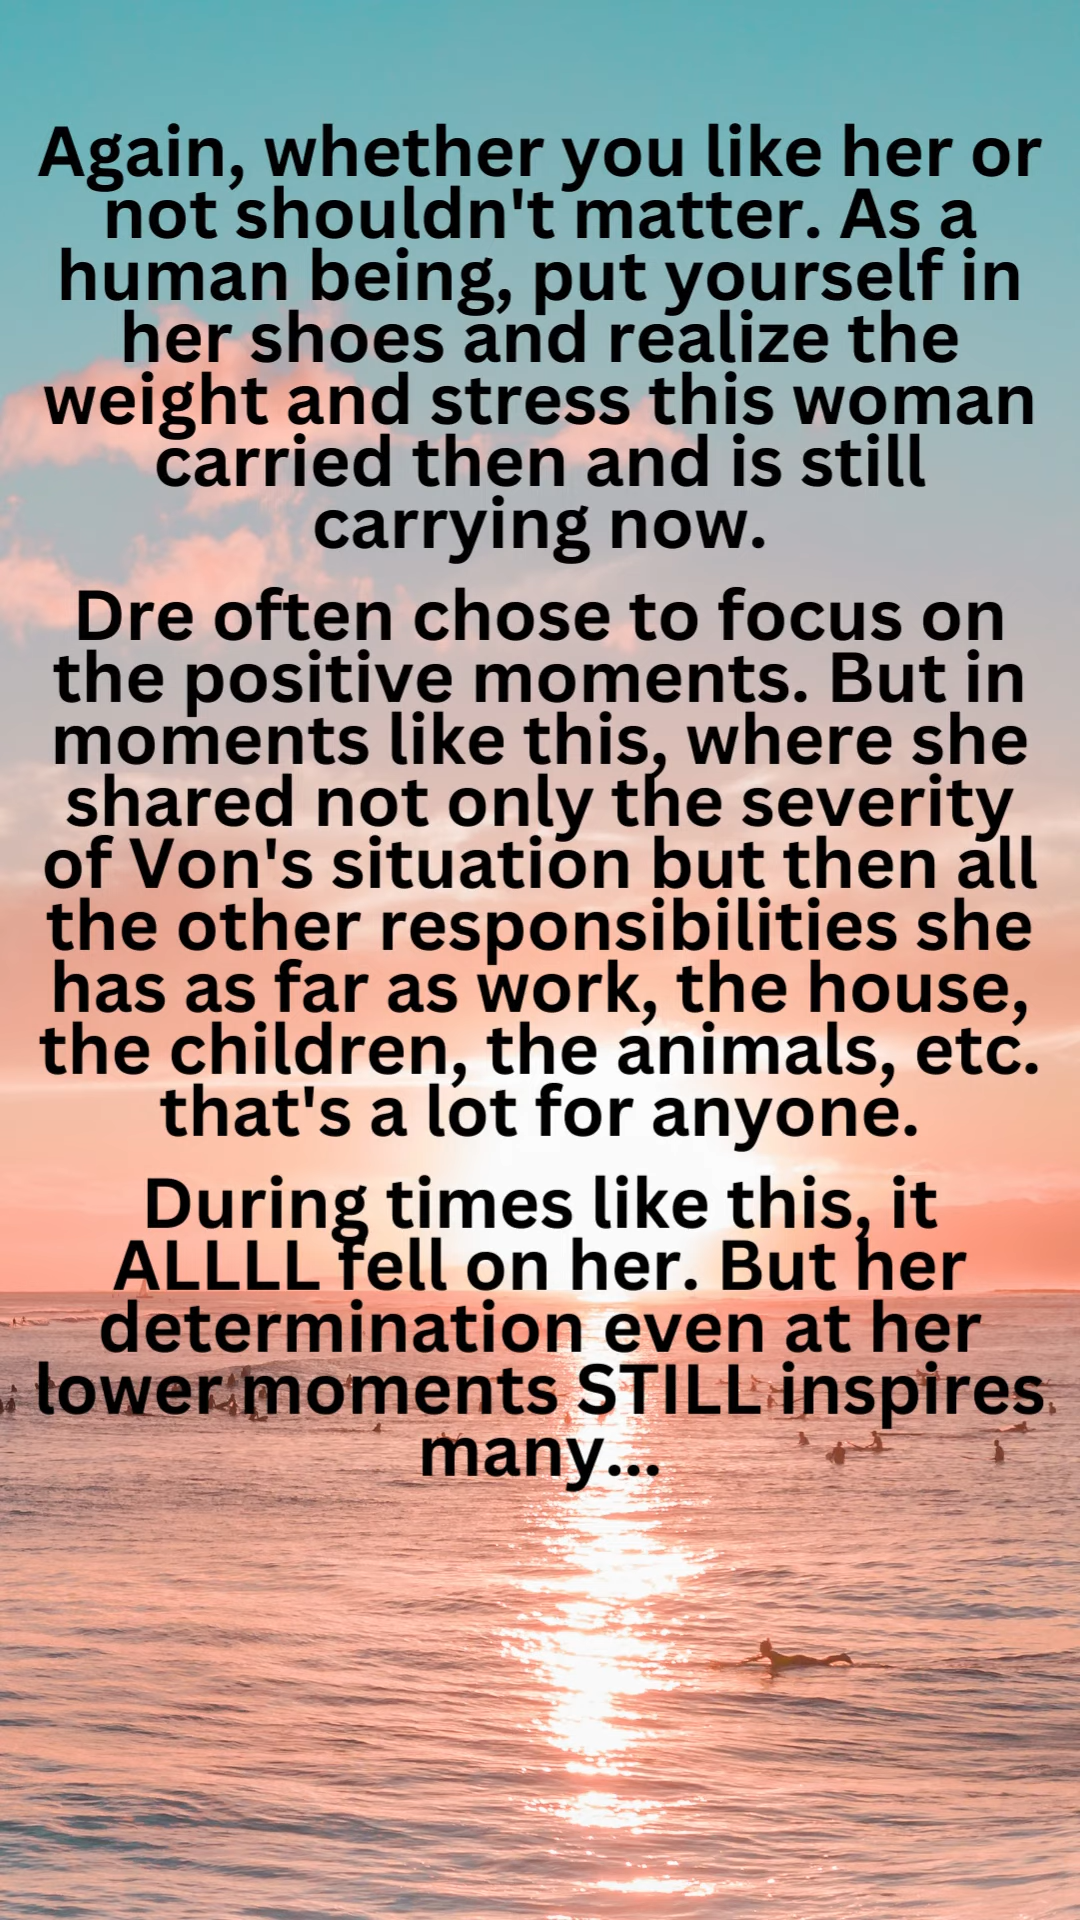 Again, whether you like her or
not shouldn't matter. As a
human being, put yourself in
her shoes and realize the
weight and stress this woman
carried then and is still
carrying now.
Dre often chose to focus on
the positive moments. But in
moments like this, where she
shared not only the severity
of Von's situation but then all
the other responsibilities she
has as far as work, the house,
the children, the animals, etc.
that's a lot for anyone.
During times like this, it
ALLLL fell on her. But her
determination even at her
lower moments STILL inspires
many...